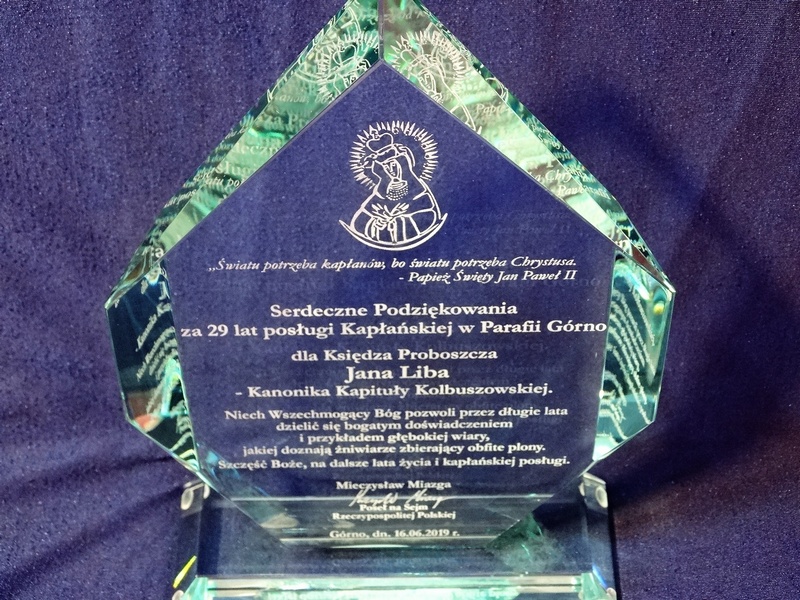 „Światu potrzeba kapłanów, bo światu potrzeba Chrystusa.
- Papież Święty Jan Paweł II
Serdeczne Podziękowania
za 29 lat posługi Kapłańskiej w Parafii Górno
dla Księdza Proboszcza
Jana Liba
- Kanonika Kapituły Kolbuszowskiej.
Niech Wszechmogący Bóg pozwoli przez długie lata
dzielić się bogatym doświadczeniem
i przykładem głębokiej wiary,
jakiej doznają żniwiarze zbierający obfite plony.
Szczęść Boże, na dalsze lata życia i kapłańskiej posługi.
Mieczysław Miazga
Poseł na Sejm
Rzeczypospolitej Polskiej
Górno, dn. 16.06.2019 r.